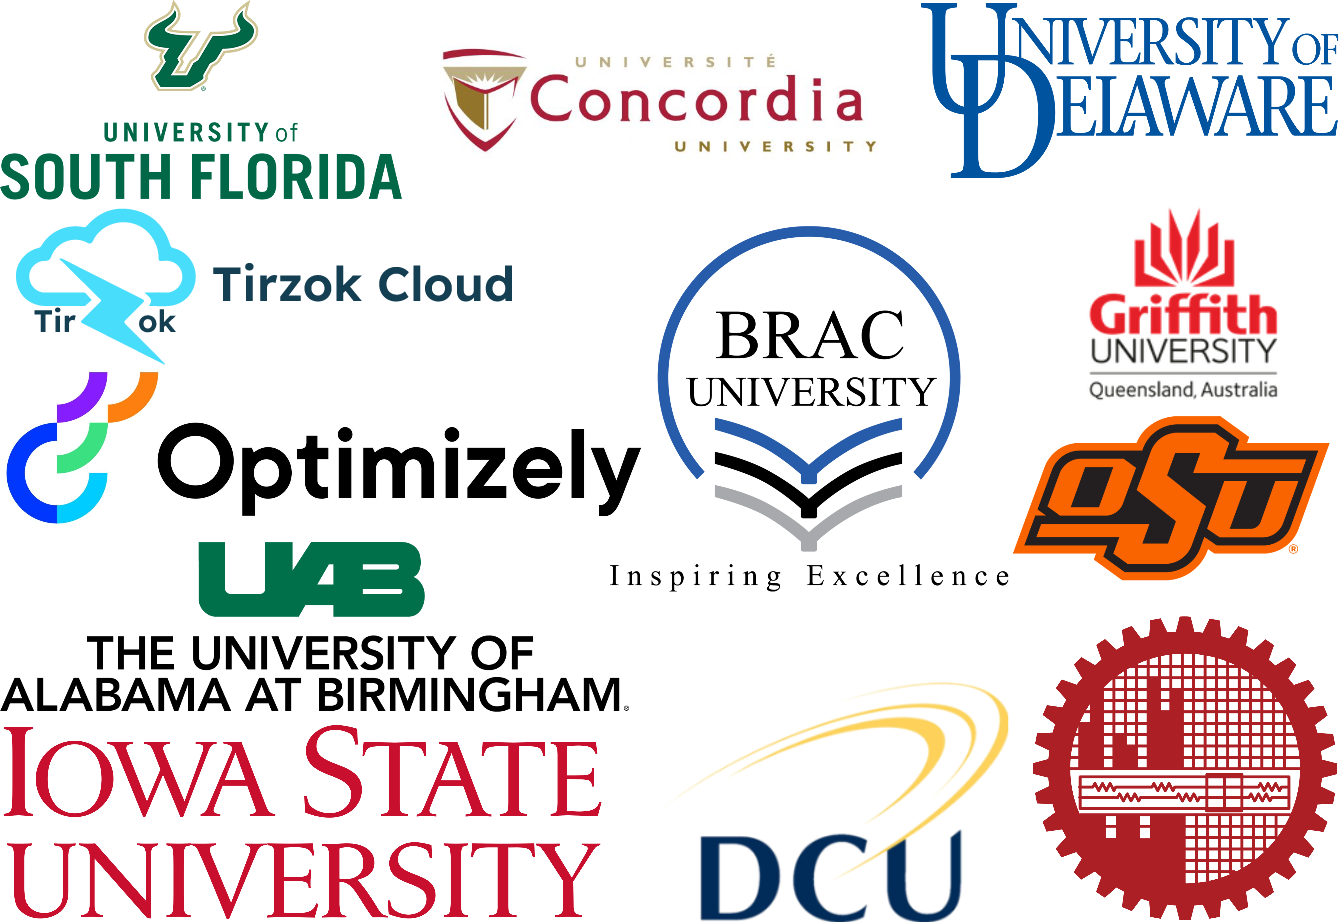 UNIVERSITY of
SOUTH FLORIDA
UNIVERSITÉ
Concordia
UNIVERSITY
UNIVERSITY OF
DELAWARE
Tir ok
Tirzok Cloud
BRAC
UNIVERSITY
Inspiring Excellence
Griffith
UNIVERSITY
Queensland, Australia
Optimizely
OSU
UAB
THE UNIVERSITY OF
ALABAMA AT BIRMINGHAM
IOWA STATE
UNIVERSITY
DCU